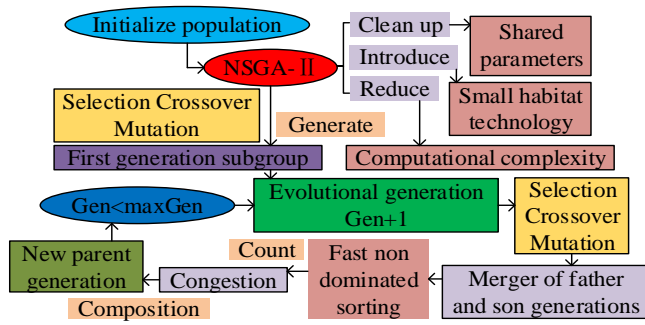 Initialize population
Clean up
Shared
parameters
NSGA-Ⅱ
Introduce
Reduce
Small habitat
technology
Selection Crossover
Mutation
Generate
First generation subgroup
Computational complexity
Gen<maxGen
Evolutional generation
Gen+1
Selection
Crossover
Mutation
New parent
generation
Count
Congestion
Composition
Fast non
dominated
sorting
Merger of father
and son generations